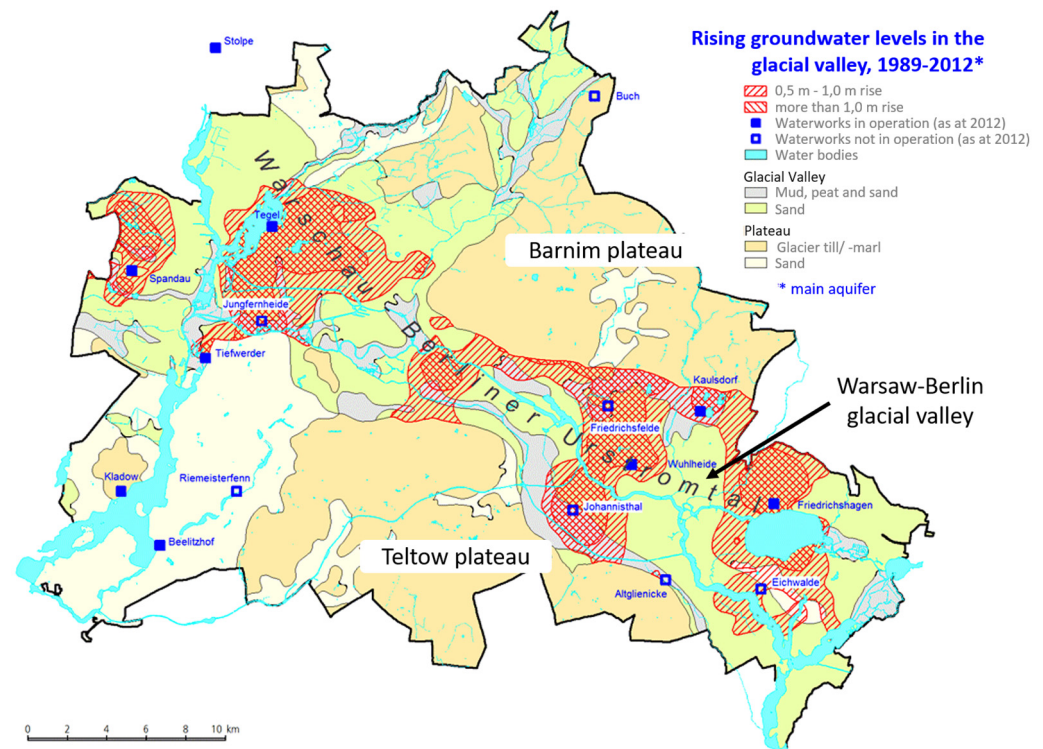 Rising groundwater levels in the
glacial valley, 1989-2012*
0,5 m - 1,0 m rise
more than 1,0 m rise
Waterworks in operation (as at 2012)
Waterworks not in operation (as at 2012)
Water bodies
Glacial Valley
Mud, peat and sand
Sand
Plateau
Glacier till/ -marl
Sand
* main aquifer
Stolpe
Buch
Warschau - Berliner Urstromtal
Tegel
Barnim plateau
Spandau
Jungfernheide
Tiefwerder
Kaulsdorf
Warsaw-Berlin
glacial valley
Friedrichsfelde
Wuhlheide
Kladow
Riemeisterfenn
Johannisthal
Friedrichshagen
Beelitzhof
Teltow plateau
Altglienicke
Eichwalde
0 2 4 6 8 10 km